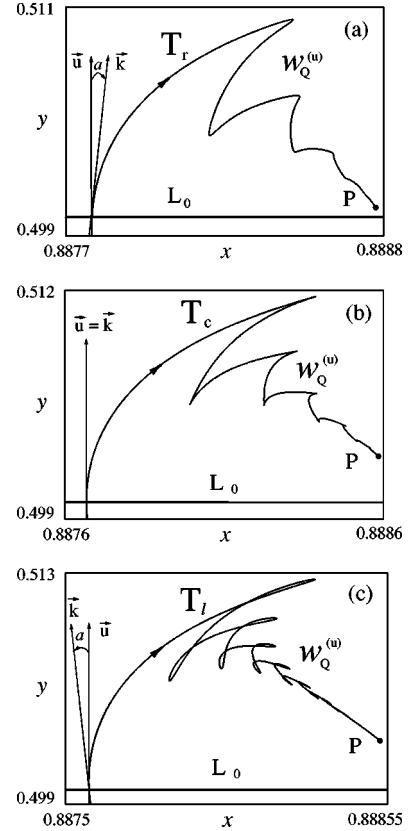 0.511
(a)
T_r
W_Q^(u)
u⃗ a k⃗
y
P
L_0
0.499
0.8877 x 0.8888
0.512
(b)
T_c
u⃗ = k⃗
W_Q^(u)
y
P
L_0
0.499
0.8876 x 0.8886
0.513
(c)
T_l
k⃗ a u⃗
W_Q^(u)
y
P
L_0
0.499
0.8875 x 0.88855